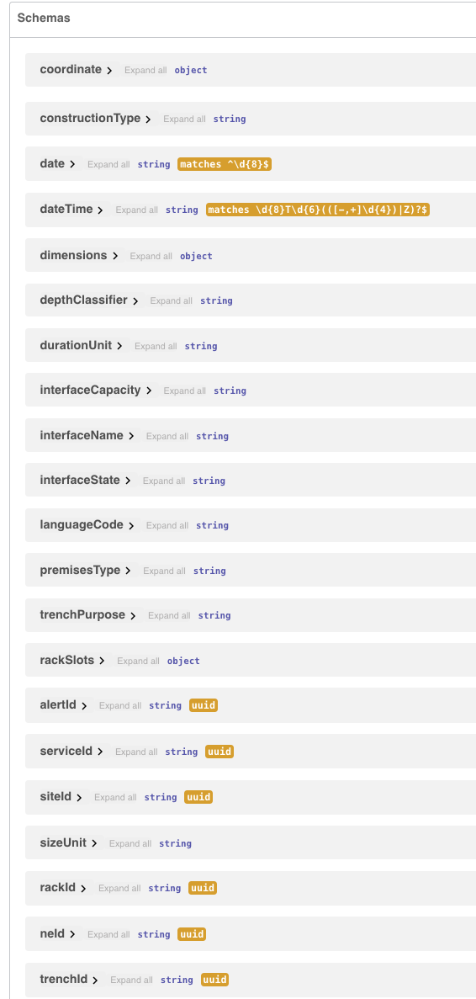 Schemas
coordinate > Expand all object
constructionType > Expand all string
date > Expand all string matches ^\d{8}$
dateTime > Expand all string matches \d{8}T\d{6}(([-,+]\d{4})|Z)?$
dimensions > Expand all object
depthClassifier > Expand all string
durationUnit > Expand all string
interfaceCapacity > Expand all string
interfaceName > Expand all string
interfaceState > Expand all string
languageCode > Expand all string
premisesType > Expand all string
trenchPurpose > Expand all string
rackSlots > Expand all object
alertId > Expand all string uuid
serviceId > Expand all string uuid
siteId > Expand all string uuid
sizeUnit > Expand all string
rackId > Expand all string uuid
neId > Expand all string uuid
trenchId > Expand all string uuid